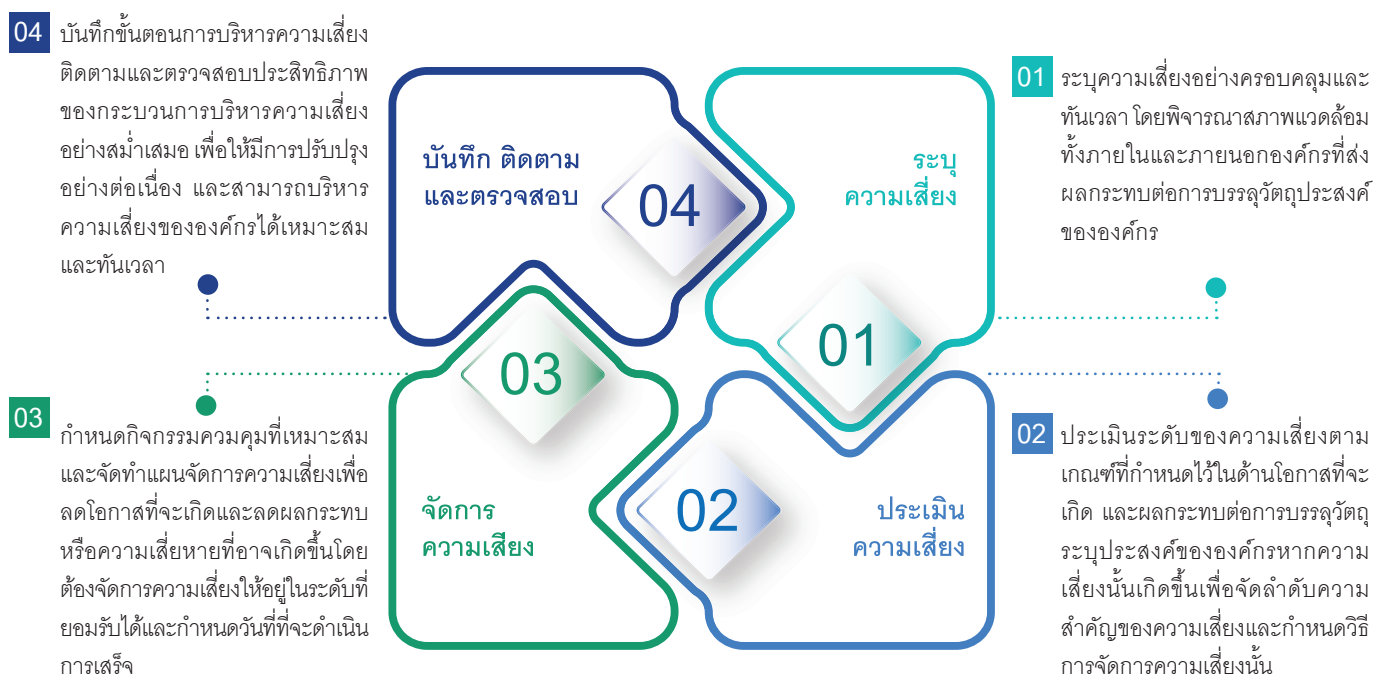 04
บันทึกขั้นตอนการบริหารความเสี่ยง
ติดตามและตรวจสอบประสิทธิภาพ
ของกระบวนการบริหารความเสี่ยง
อย่างสม่ำเสมอ เพื่อให้มีการปรับปรุง
อย่างต่อเนื่อง และสามารถบริหาร
ความเสี่ยงขององค์กรได้เหมาะสม
และทันเวลา
บันทึก ติดตาม
และตรวจสอบ
04
ระบุ
ความเสี่ยง
01
01
ระบุความเสี่ยงอย่างครอบคลุมและ
ทันเวลา โดยพิจารณาสภาพแวดล้อม
ทั้งภายในและภายนอกองค์กรที่ส่ง
ผลกระทบต่อการบรรลุวัตถุประสงค์
ขององค์กร
03
กำหนดกิจกรรมควมคุมที่เหมาะสม
และจัดทำแผนจัดการความเสี่ยงเพื่อ
ลดโอกาสที่จะเกิดและลดผลกระทบ
หรือความเสี่ยหายที่อาจเกิดขึ้นโดย
ต้องจัดการความเสี่ยงให้อยู่ในระดับที่
ยอมรับได้และกำหนดวันที่ที่จะดำเนิน
การเสร็จ
03
จัดการ
ความเสี่ยง
02
ประเมิน
ความเสี่ยง
02
ประเมินระดับของความเสี่ยงตาม
เกณฑ์ที่กำหนดไว้ในด้านโอกาสที่จะ
เกิด และผลกระทบต่อการบรรลุวัตถุ
ระบุประสงค์ขององค์กรหากความ
เสี่ยงนั้นเกิดขึ้นเพื่อจัดลำดับความ
สำคัญของความเสี่ยงและกำหนดวิธี
การจัดการความเสี่ยงนั้น